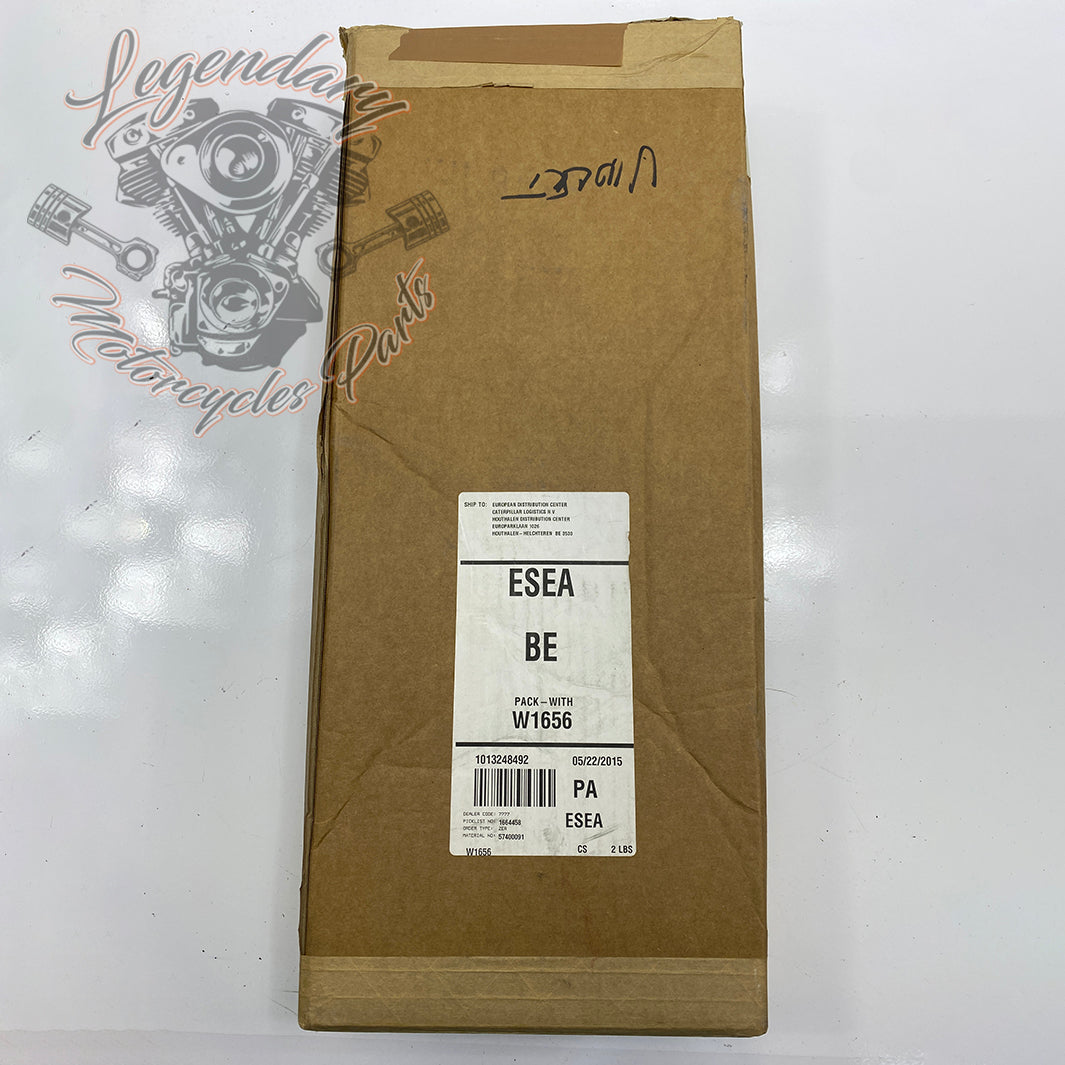 Legendary
Motorcycles Parts
SHIP TO: EUROPEAN DISTRIBUTION CENTER
CATERPILLAR LOGISTICS N V
HOUTHALEN DISTRIBUTION CENTER
EUROPARKLAAN 1026
HOUTHALEN-HELCHTEREN BE 3530
ESEA
BE
PACK-WITH
W1656
1013248492 05/22/2015
PA
DEALER CODE: ????
PICKLIST NO: 1664458
ESEA
ORDER TYPE: ZER
MATERIAL NO: 57400091
W1656 CS 2 LBS